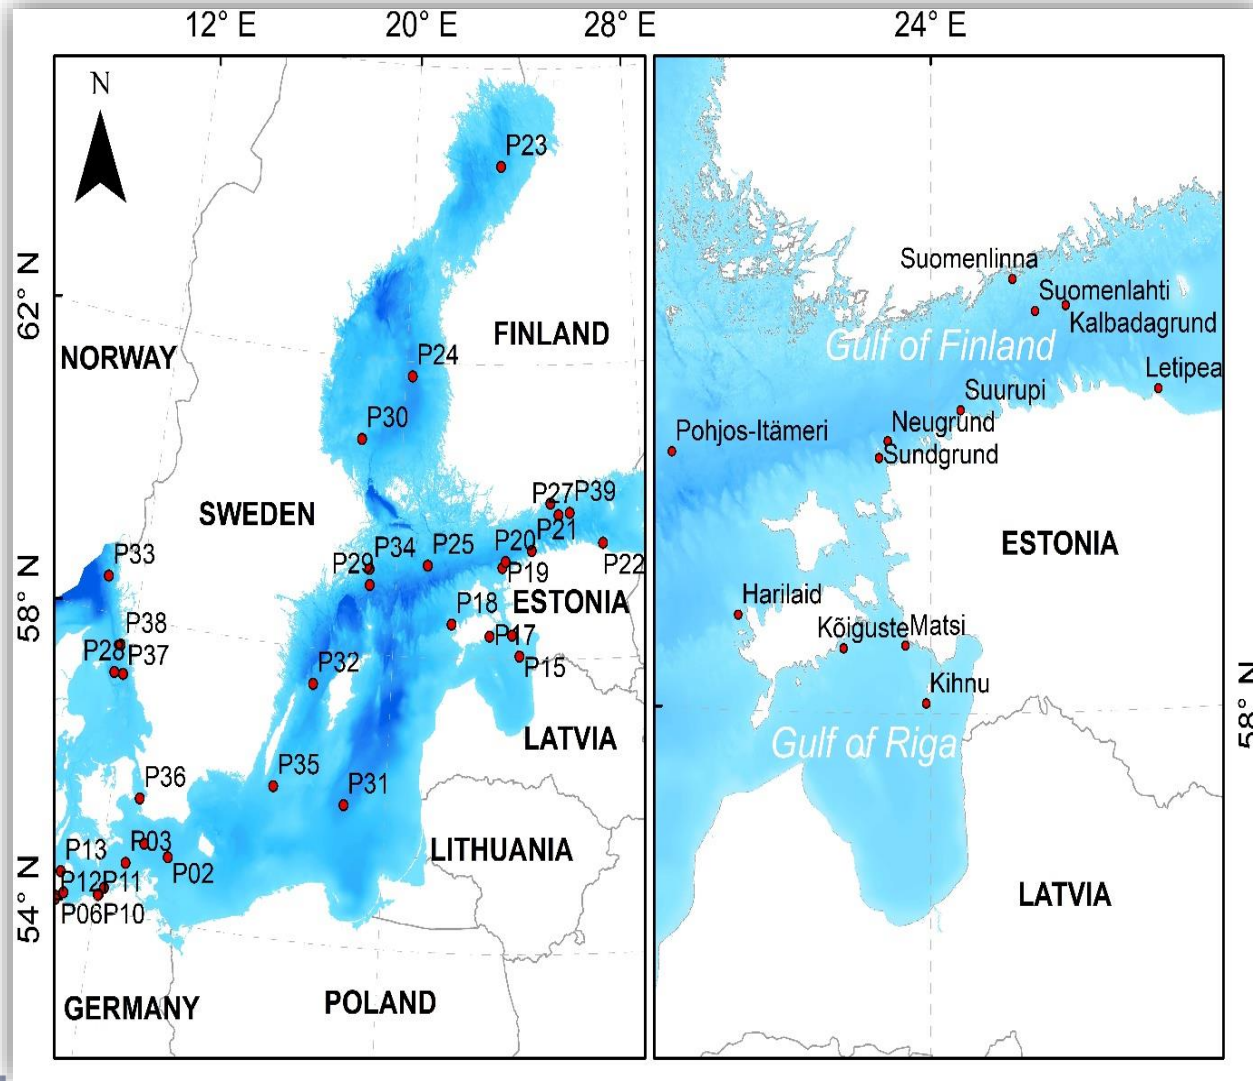 12° E
20° E
28° E
24° E
N
P23
62° N
NORWAY
FINLAND
P24
P30
SWEDEN
P27
P39
P21
P34
P25
P20
P29
P19
P22
P33
58° N
ESTONIA
P18
P17
P15
P38
P28
P37
P32
LATVIA
P36
P35
P31
P03
P13
P02
LITHUANIA
P12
P11
P06
P10
54° N
GERMANY
POLAND
Suomenlinna
Suomenlahti
Kalbadagrund
Gulf of Finland
Letipea
Suurupi
Neugrund
Pohjos-Itämeri
Sundgrund
ESTONIA
Harilaid
Kõiguste
Matsi
Kihnu
58° N
Gulf of Riga
LATVIA